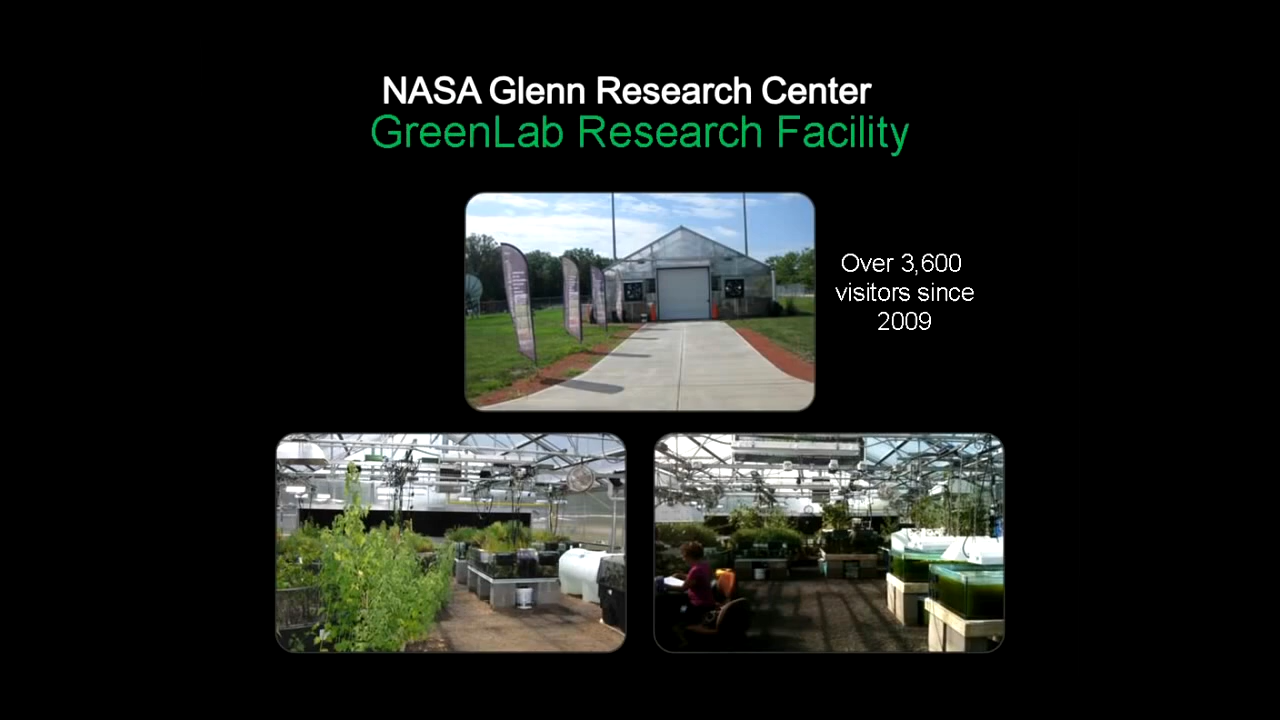 NASA Glenn Research Center
GreenLab Research Facility
Over 3,600
visitors since
2009